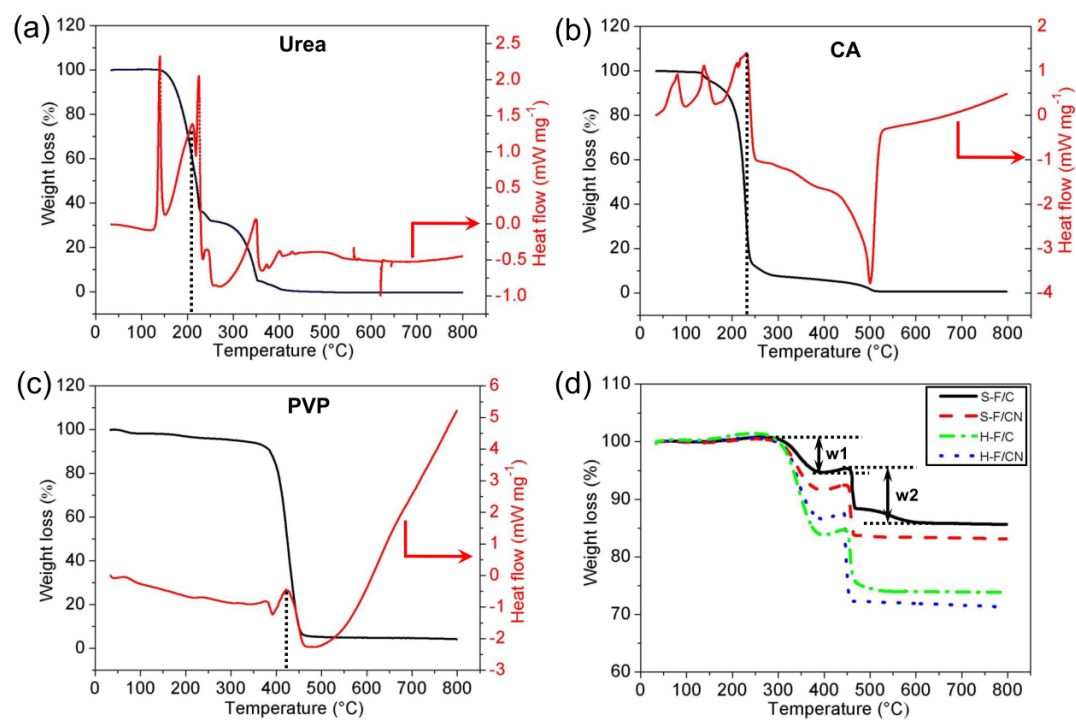 (a)
Urea
120
100
80
60
40
20
0
Weight loss (%)
2.5
2.0
1.5
1.0
0.5
0.0
-0.5
-1.0
Heat flow (mW mg⁻¹)
0 100 200 300 400 500 600 700 800
Temperature (°C)
(b)
CA
120
100
80
60
40
20
0
Weight loss (%)
2
1
0
-1
-2
-3
-4
Heat flow (mW mg⁻¹)
0 100 200 300 400 500 600 700 800
Temperature (°C)
(c)
PVP
120
100
80
60
40
20
0
Weight loss (%)
6
5
4
3
2
1
0
-1
-2
-3
Heat flow (mW mg⁻¹)
0 100 200 300 400 500 600 700 800
Temperature (°C)
(d)
110
100
90
80
70
60
Weight loss (%)
S-F/C
S-F/CN
H-F/C
H-F/CN
w1
w2
0 100 200 300 400 500 600 700 800
Temperature (°C)